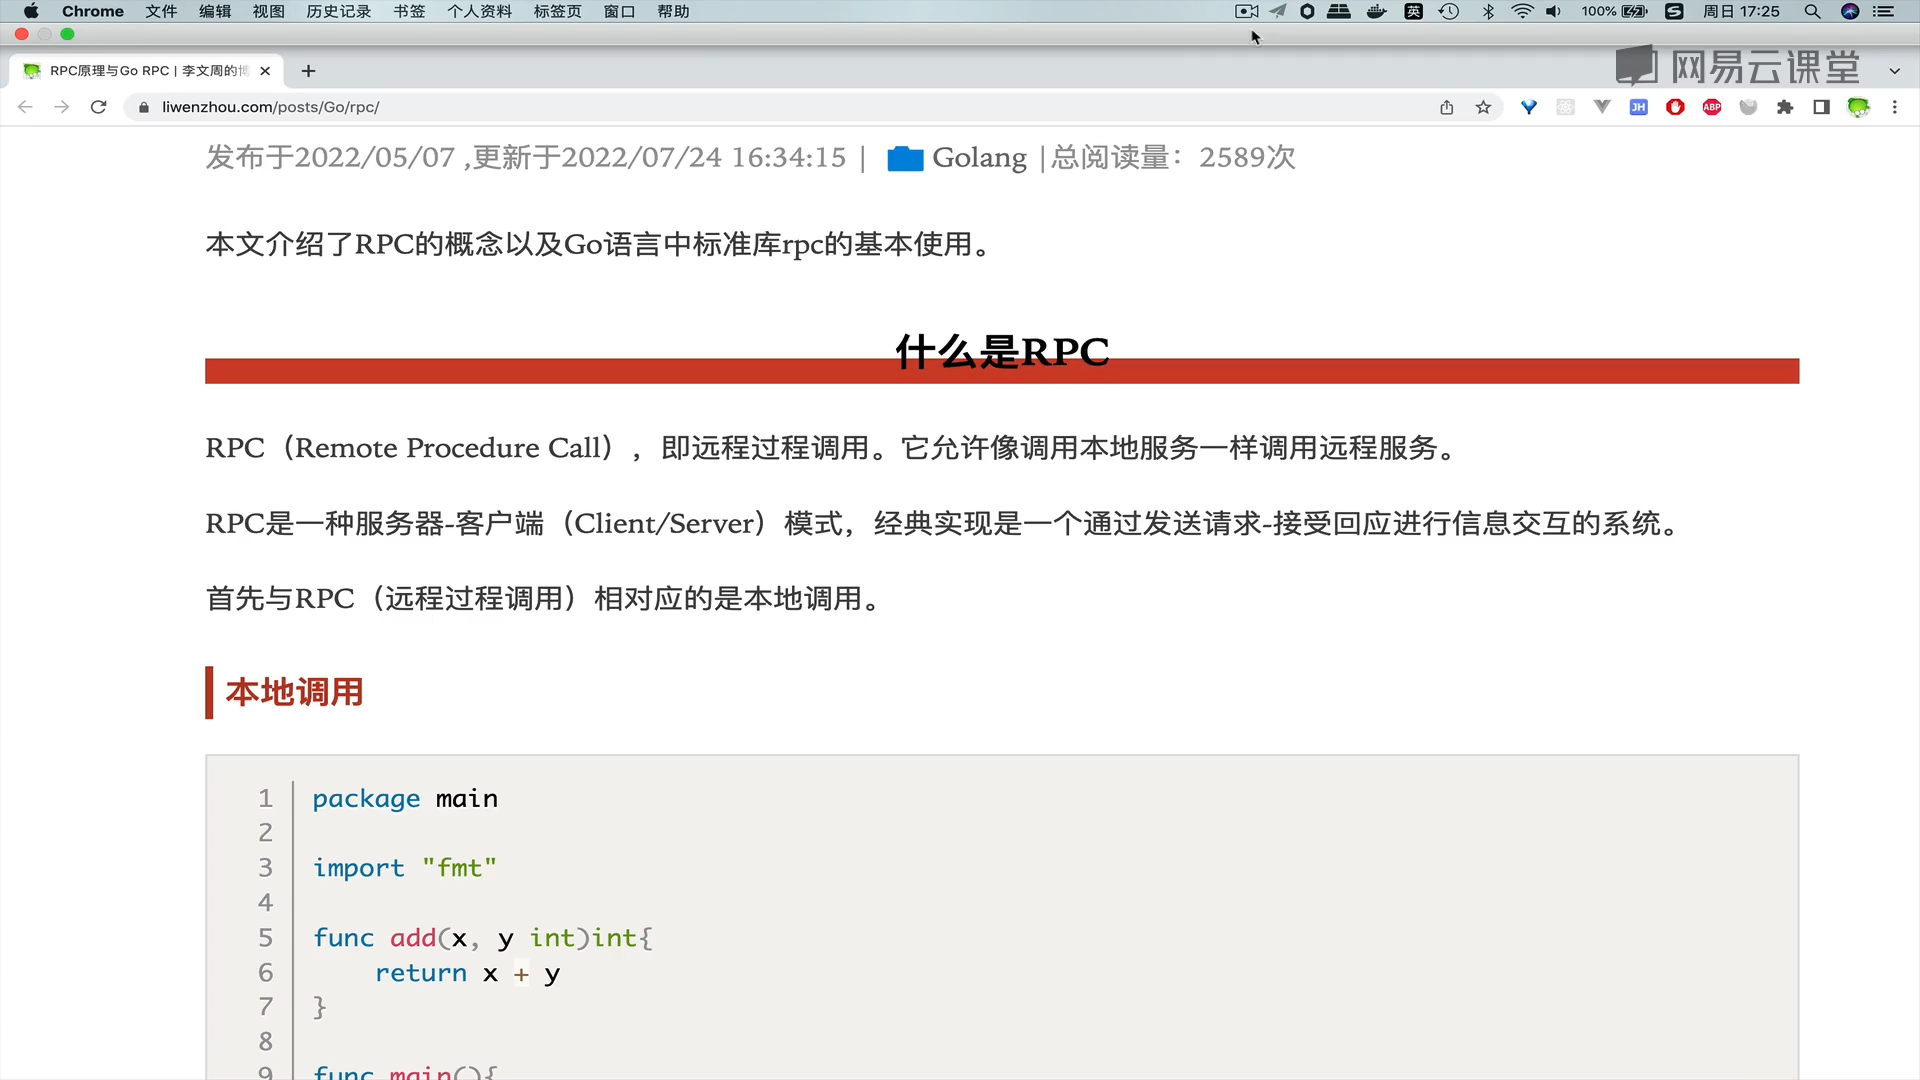 Chrome 文件 编辑 视图 历史记录 书签 个人资料 标签页 窗口 帮助 英 100% 周日 17:25
RPC原理与Go RPC | 李文周的博
网易云课堂
liwenzhou.com/posts/Go/rpc/
JH
ABP
发布于2022/05/07 ,更新于2022/07/24 16:34:15 | Golang |总阅读量：2589次
本文介绍了RPC的概念以及Go语言中标准库rpc的基本使用。
什么是RPC
RPC（Remote Procedure Call），即远程过程调用。它允许像调用本地服务一样调用远程服务。
RPC是一种服务器-客户端（Client/Server）模式，经典实现是一个通过发送请求-接受回应进行信息交互的系统。
首先与RPC（远程过程调用）相对应的是本地调用。
本地调用
1 package main
2
3 import "fmt"
4
5 func add(x, y int)int{
6 return x + y
7 }
8
9 func main(){